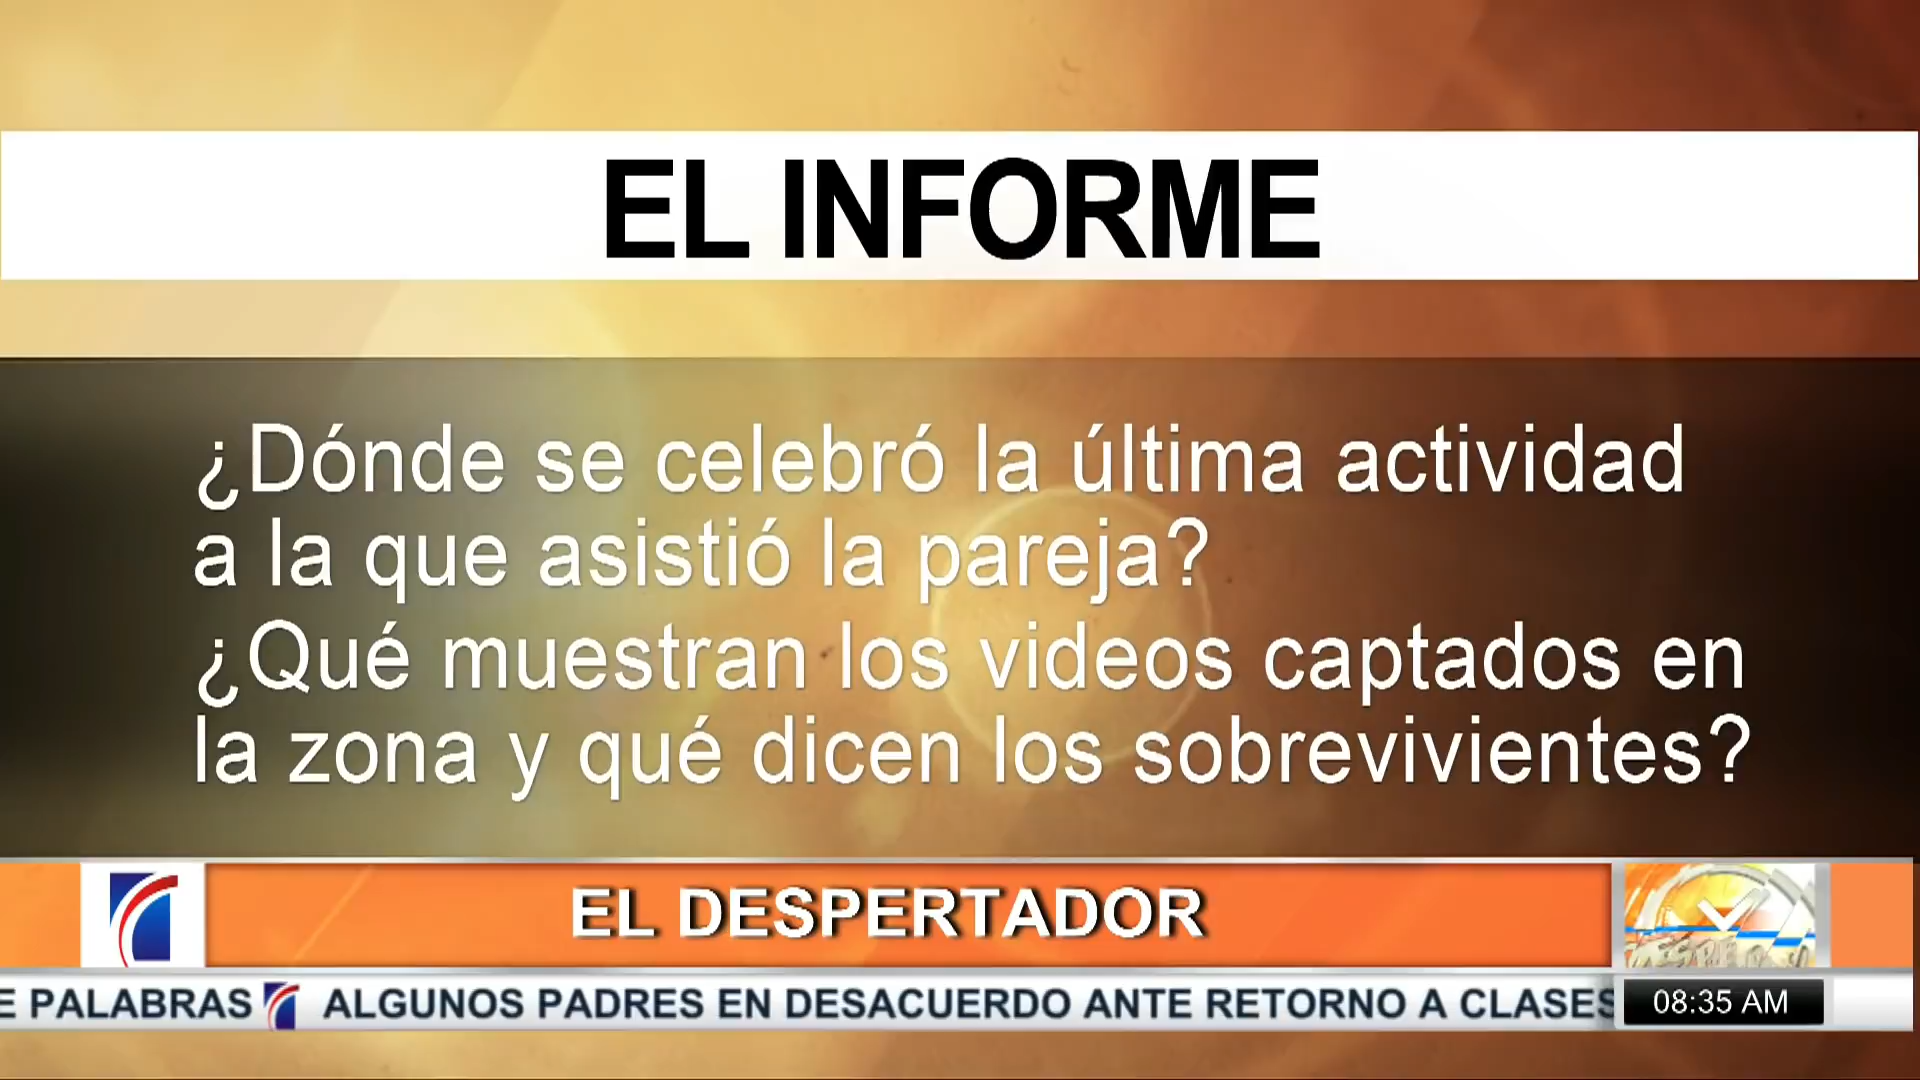 EL INFORME
¿Dónde se celebró la última actividad
a la que asistió la pareja?
¿Qué muestran los videos captados en
la zona y qué dicen los sobrevivientes?
EL DESPERTADOR
E PALABRAS ALGUNOS PADRES EN DESACUERDO ANTE RETORNO A CLASES
08:35 AM